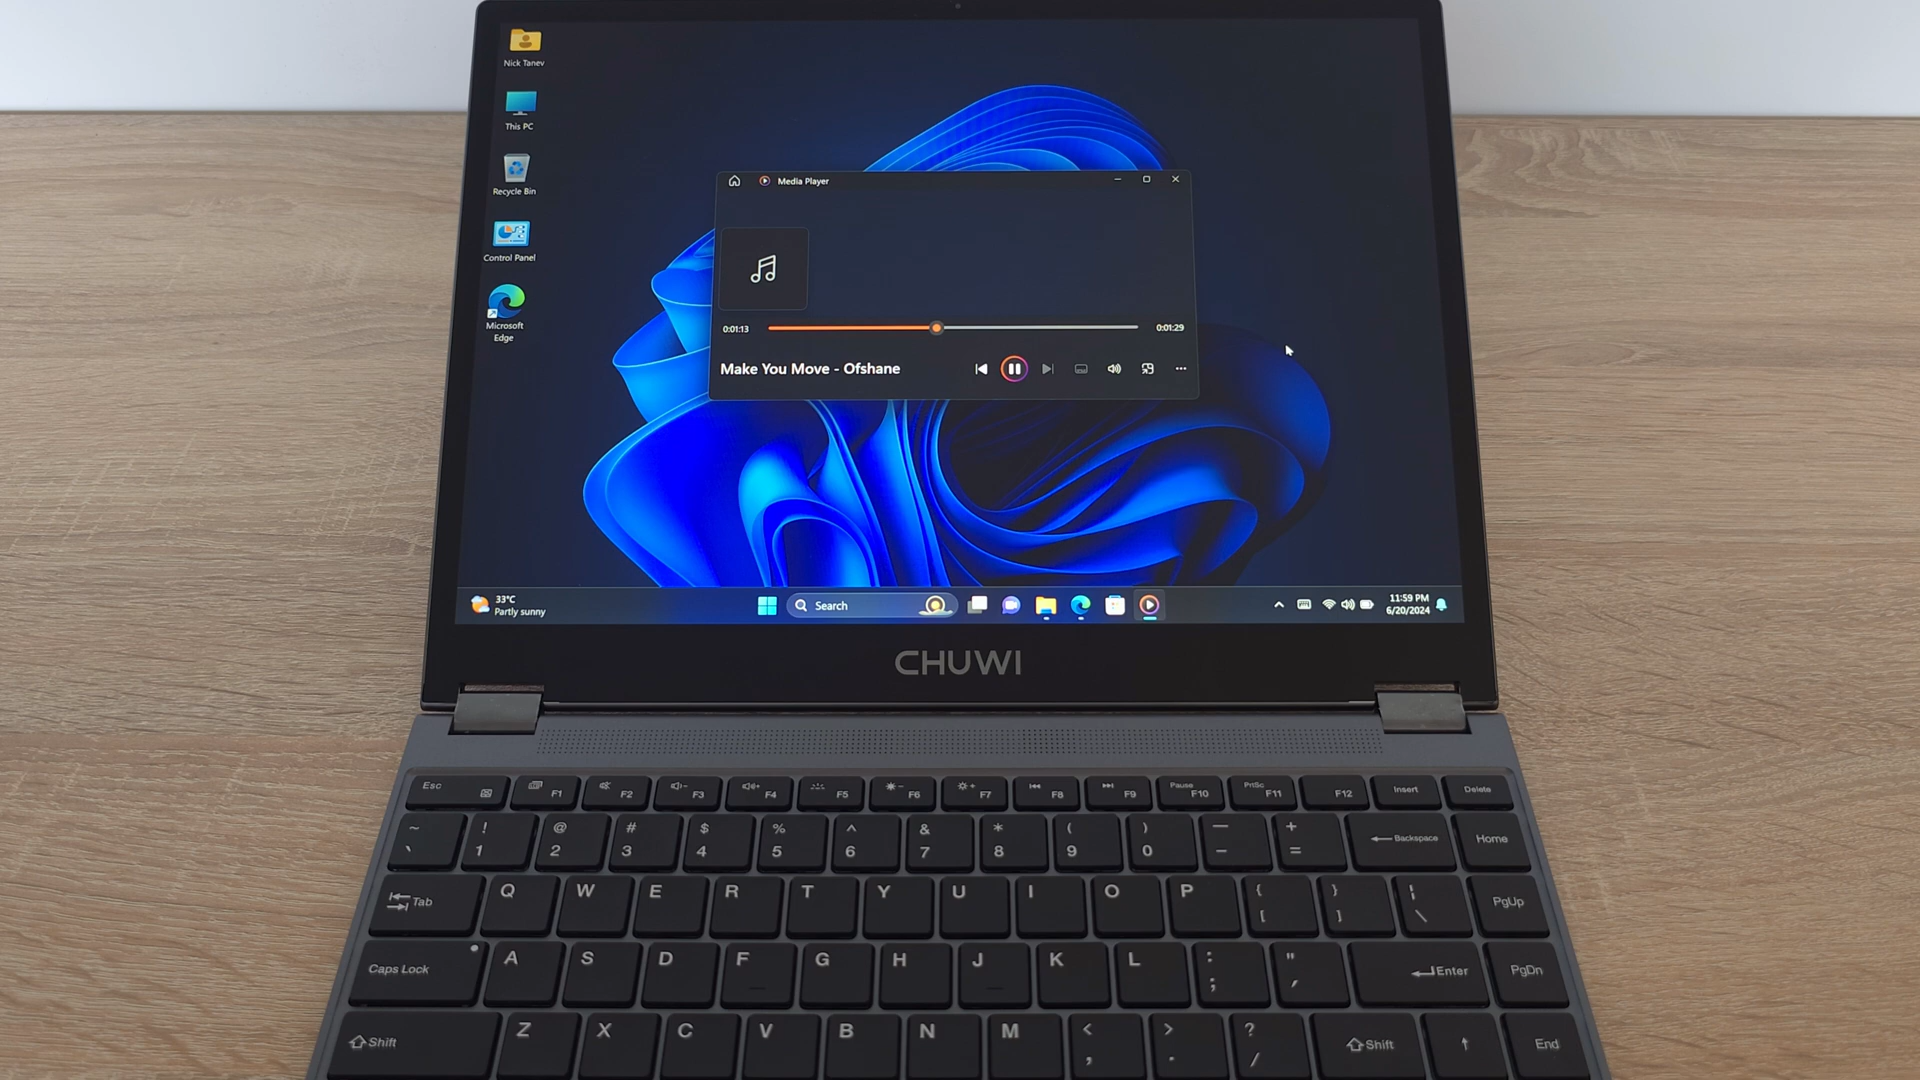 Nick Tanev
This PC
Recycle Bin
Control Panel
Microsoft
Edge
Media Player
0:01:13
0:01:29
Make You Move - Ofshane
33°C
Partly sunny
Search
11:59 PM
6/20/2024
CHUWI
Esc F1 F2 F3 F4 F5 F6 F7 F8 F9 Pause F10 PrtSc F11 F12 Insert Delete
~ ! @ # $ % ^ & * ( ) — +
` 1 2 3 4 5 6 7 8 9 0 - = Backspace Home
Tab Q W E R T Y U I O P { } ¦ PgUp
[ ] \
Caps Lock A S D F G H J K L : " Enter PgDn
; '
Shift Z X C V B N M < > ? Shift ↑ End
, . /